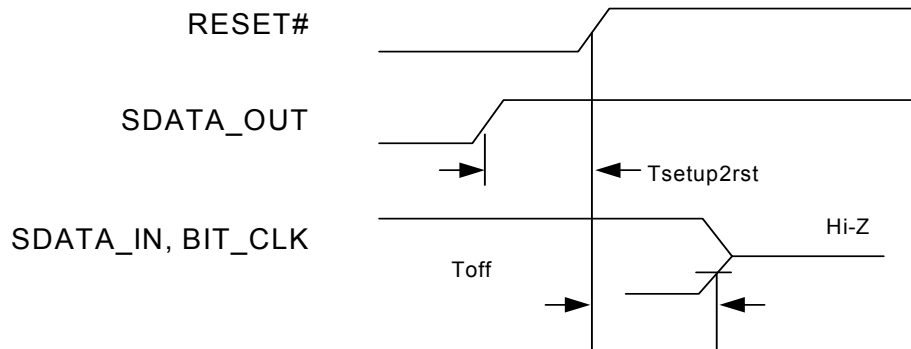 RESET#
SDATA_OUT
Tsetup2rst
SDATA_IN, BIT_CLK
Hi-Z
Toff